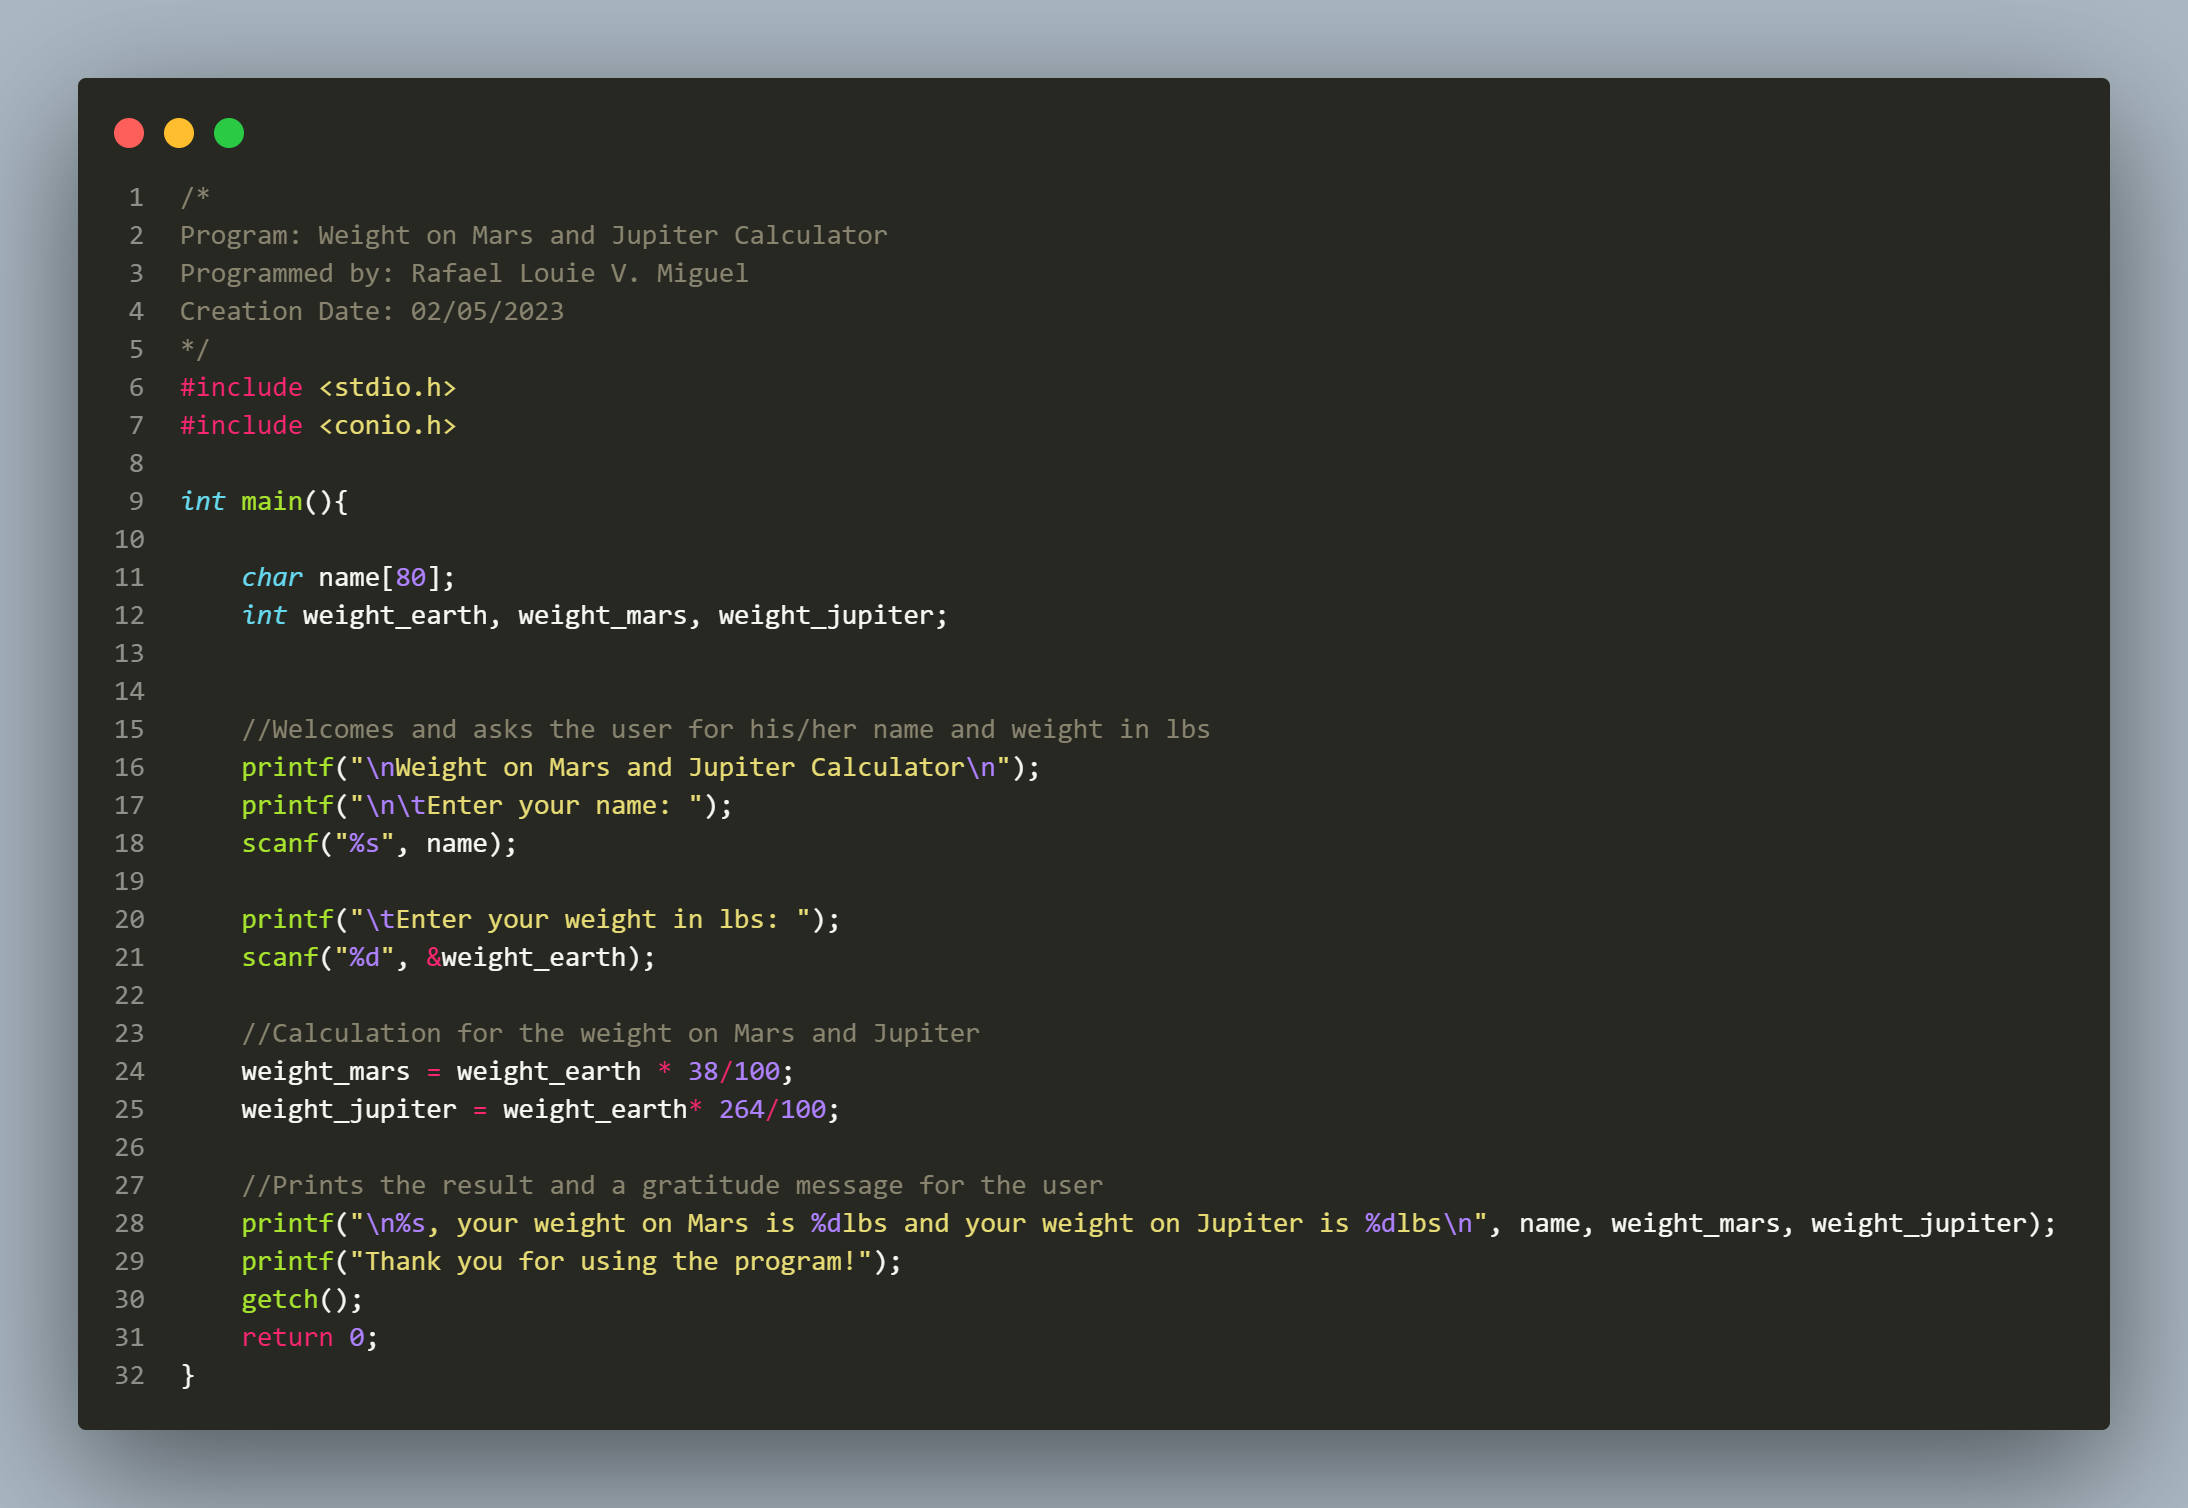 1 /*
2 Program: Weight on Mars and Jupiter Calculator
3 Programmed by: Rafael Louie V. Miguel
4 Creation Date: 02/05/2023
5 */
6 #include <stdio.h>
7 #include <conio.h>
8
9 int main(){
10
11     char name[80];
12     int weight_earth, weight_mars, weight_jupiter;
13
14
15     //Welcomes and asks the user for his/her name and weight in lbs
16     printf("\nWeight on Mars and Jupiter Calculator\n");
17     printf("\n\tEnter your name: ");
18     scanf("%s", name);
19
20     printf("\tEnter your weight in lbs: ");
21     scanf("%d", &weight_earth);
22
23     //Calculation for the weight on Mars and Jupiter
24     weight_mars = weight_earth * 38/100;
25     weight_jupiter = weight_earth* 264/100;
26
27     //Prints the result and a gratitude message for the user
28     printf("\n%s, your weight on Mars is %dlbs and your weight on Jupiter is %dlbs\n", name, weight_mars, weight_jupiter);
29     printf("Thank you for using the program!");
30     getch();
31     return 0;
32 }